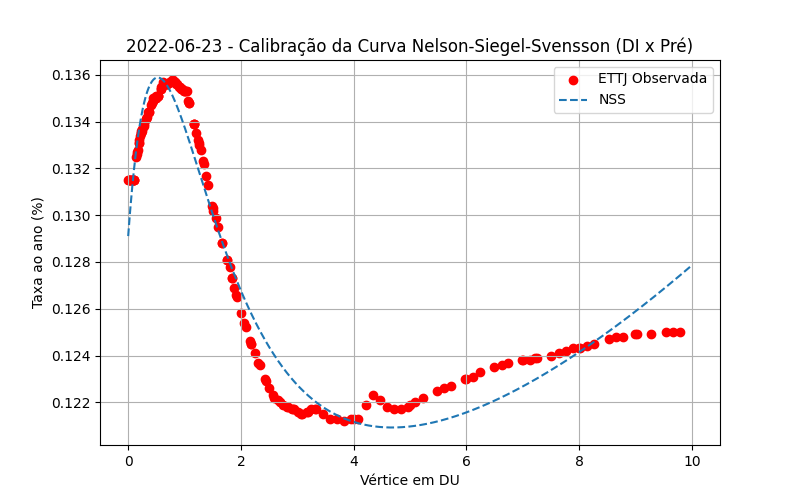 2022-06-23 - Calibração da Curva Nelson-Siegel-Svensson (DI x Pré)
ETTJ Observada
NSS
Taxa ao ano (%)
0.136
0.134
0.132
0.130
0.128
0.126
0.124
0.122
0
2
4
6
8
10
Vértice em DU